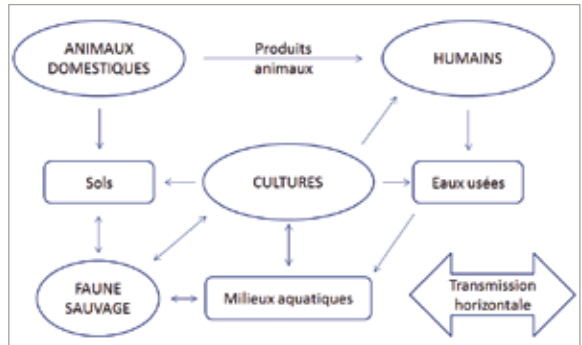 ANIMAUX
DOMESTIQUES
Produits
animaux
HUMAINS
Sols
CULTURES
Eaux usées
FAUNE
SAUVAGE
Milieux aquatiques
Transmission
horizontale